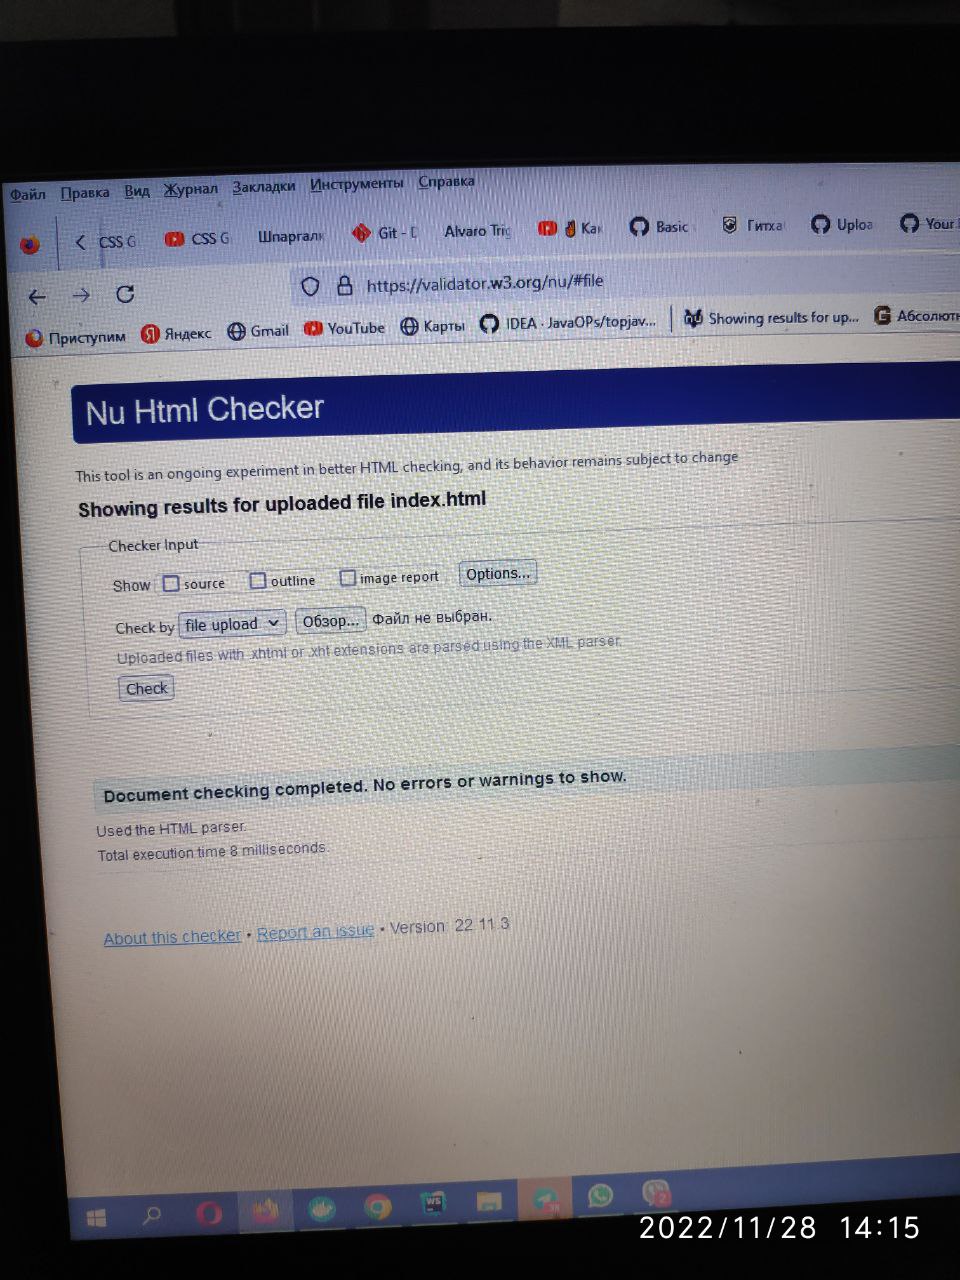 Файл Правка Вид Журнал Закладки Инструменты Справка
CSS G CSS G Шпаргалк Git - D Alvaro Trig Как Basic Гитха Uploa Your
https://validator.w3.org/nu/#file
Приступим Яндекс Gmail YouTube Карты IDEA · JavaOPs/topjav... Showing results for up... Абсолютн
Nu Html Checker
This tool is an ongoing experiment in better HTML checking, and its behavior remains subject to change
Showing results for uploaded file index.html
Checker Input
Show source outline image report Options...
Check by file upload Обзор... Файл не выбран.
Uploaded files with .xhtml or .xht extensions are parsed using the XML parser.
Check
Document checking completed. No errors or warnings to show.
Used the HTML parser.
Total execution time 8 milliseconds.
About this checker • Report an issue • Version: 22.11.3
WS
2
2022/11/28 14:15